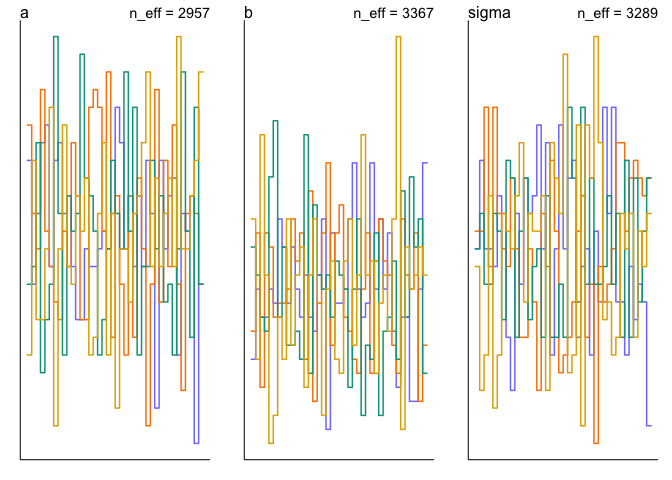 a n_eff = 2957
b n_eff = 3367
sigma n_eff = 3289